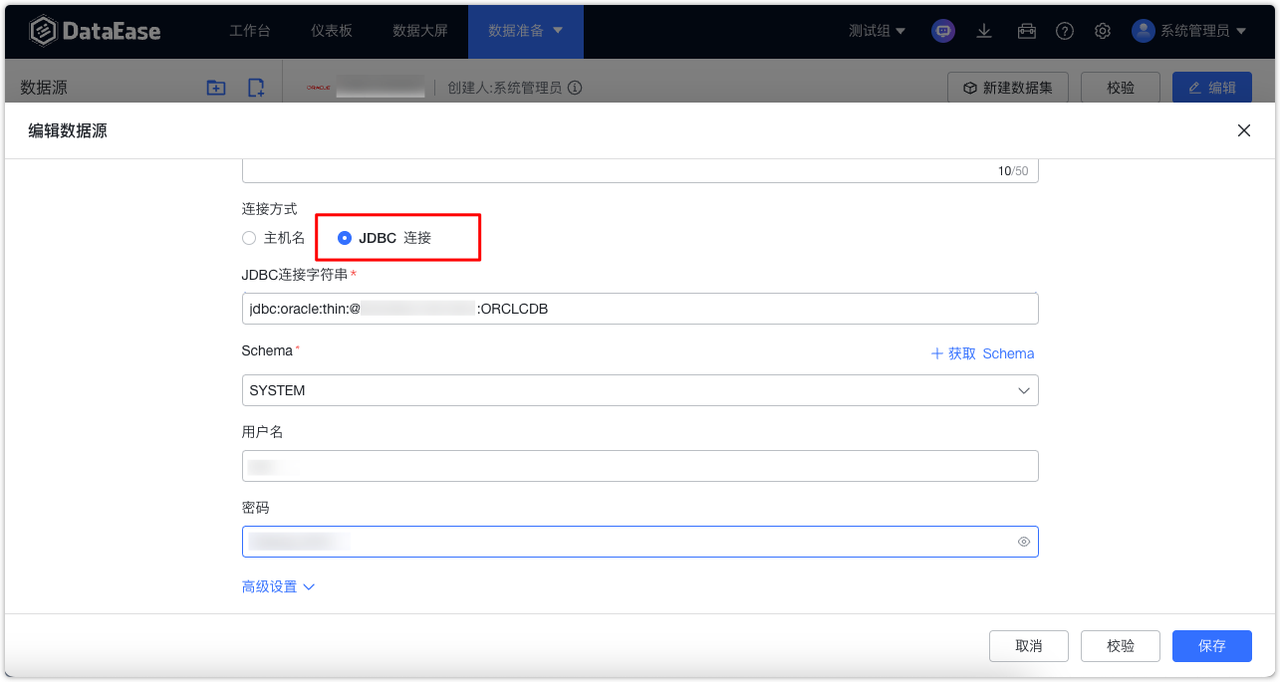 DataEase 工作台 仪表板 数据大屏 数据准备 测试组 系统管理员
数据源 ORACLE 创建人:系统管理员 新建数据集 校验 编辑
编辑数据源
10/50
连接方式
主机名 JDBC 连接
JDBC连接字符串*
jdbc:oracle:thin:@ :ORCLCDB
Schema* 获取 Schema
SYSTEM
用户名
密码
高级设置
取消 校验 保存